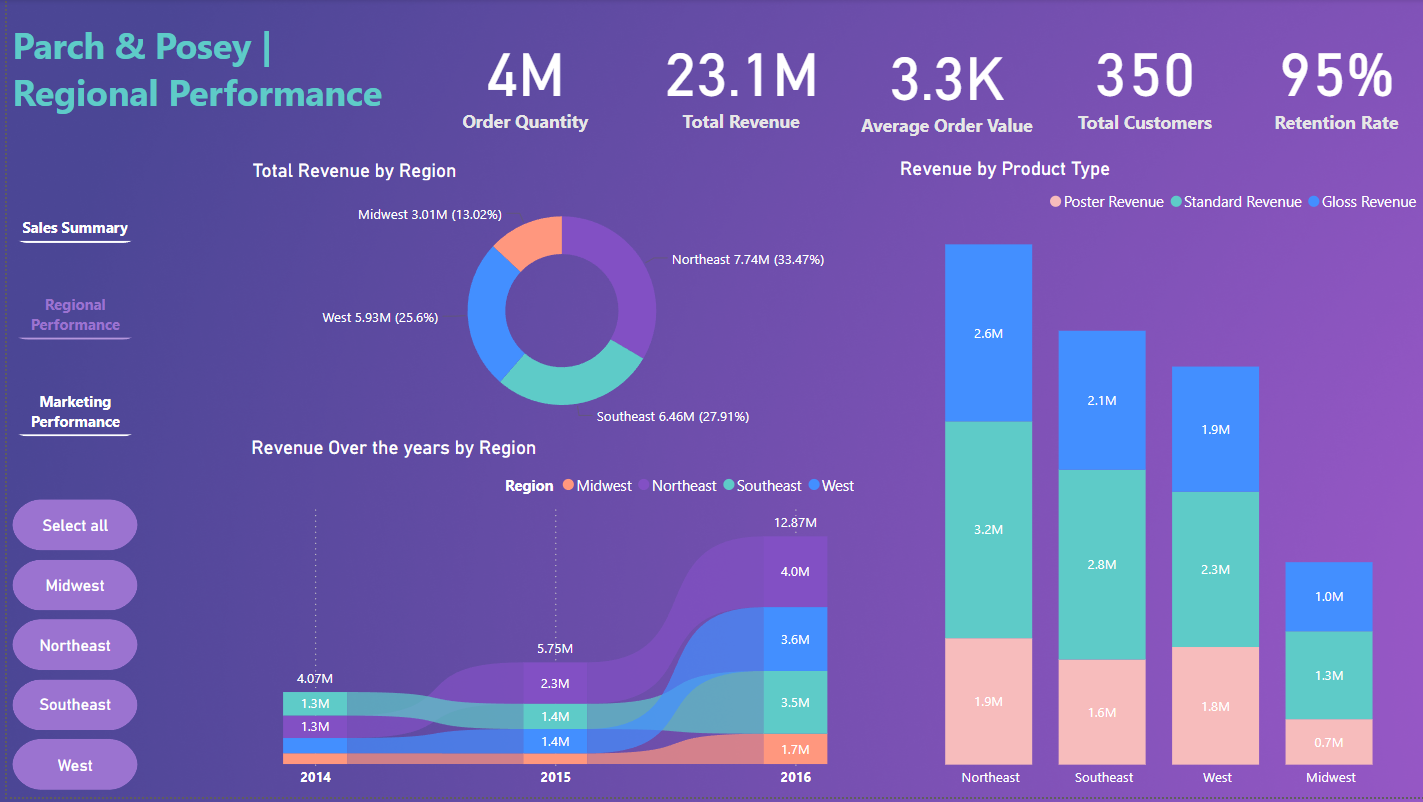 Parch & Posey |
Regional Performance
4M
Order Quantity
23.1M
Total Revenue
3.3K
Average Order Value
350
Total Customers
95%
Retention Rate
Sales Summary
Regional
Performance
Marketing
Performance
Select all
Midwest
Northeast
Southeast
West
Total Revenue by Region
Midwest 3.01M (13.02%)
Northeast 7.74M (33.47%)
West 5.93M (25.6%)
Southeast 6.46M (27.91%)
Revenue Over the years by Region
Region Midwest Northeast Southeast West
4.07M
1.3M
1.3M
2014
5.75M
2.3M
1.4M
1.4M
2015
12.87M
4.0M
3.6M
3.5M
1.7M
2016
Revenue by Product Type
Poster Revenue Standard Revenue Gloss Revenue
2.6M
3.2M
1.9M
Northeast
2.1M
2.8M
1.6M
Southeast
1.9M
2.3M
1.8M
West
1.0M
1.3M
0.7M
Midwest